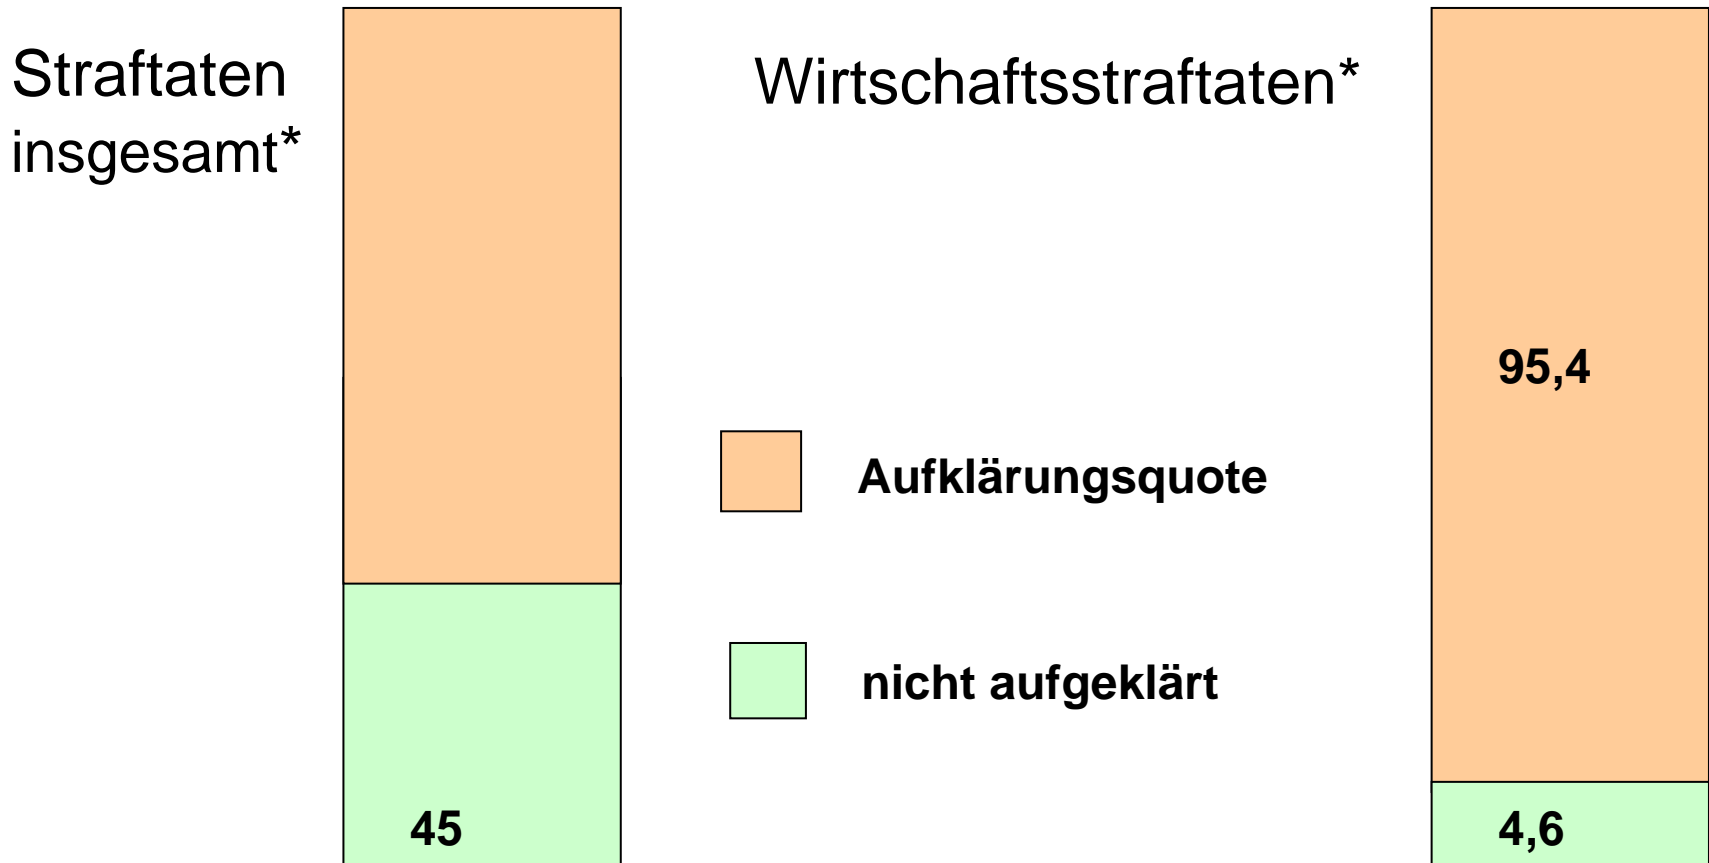 Straftaten
insgesamt*
Wirtschaftsstraftaten*
95,4
Aufklärungsquote
nicht aufgeklärt
45
4,6